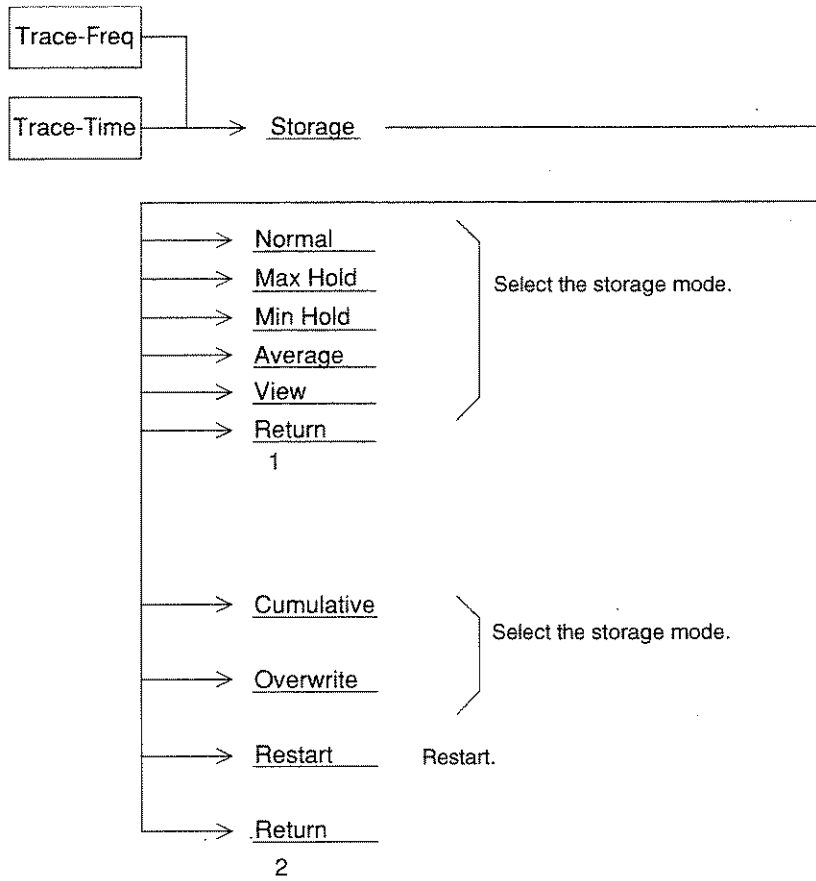 Trace-Freq
Trace-Time
Storage
Normal
Max Hold
Select the storage mode.
Min Hold
Average
View
Return
1
Cumulative
Select the storage mode.
Overwrite
Restart Restart.
Return
2